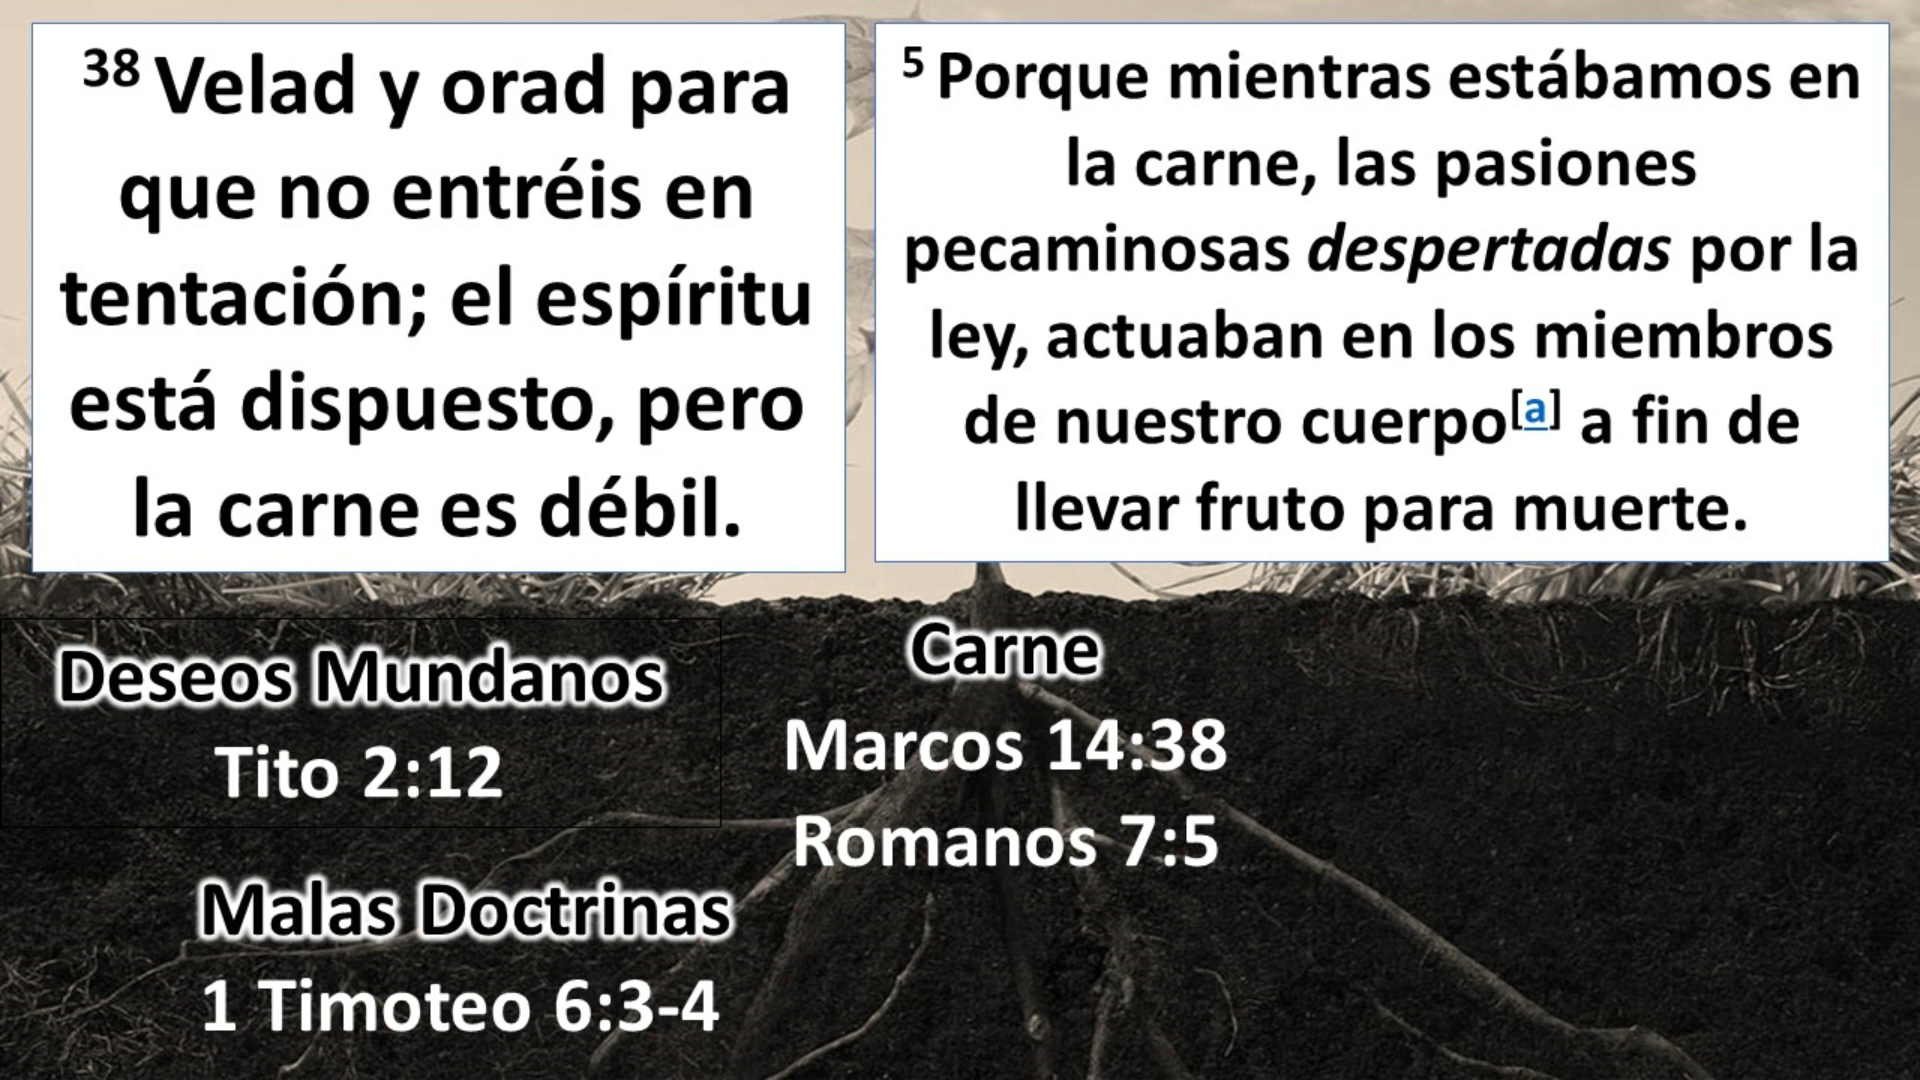 38 Velad y orad para
que no entréis en
tentación; el espíritu
está dispuesto, pero
la carne es débil.
5 Porque mientras estábamos en
la carne, las pasiones
pecaminosas despertadas por la
ley, actuaban en los miembros
de nuestro cuerpo[a] a fin de
llevar fruto para muerte.
Deseos Mundanos
Tito 2:12
Carne
Marcos 14:38
Romanos 7:5
Malas Doctrinas
1 Timoteo 6:3-4